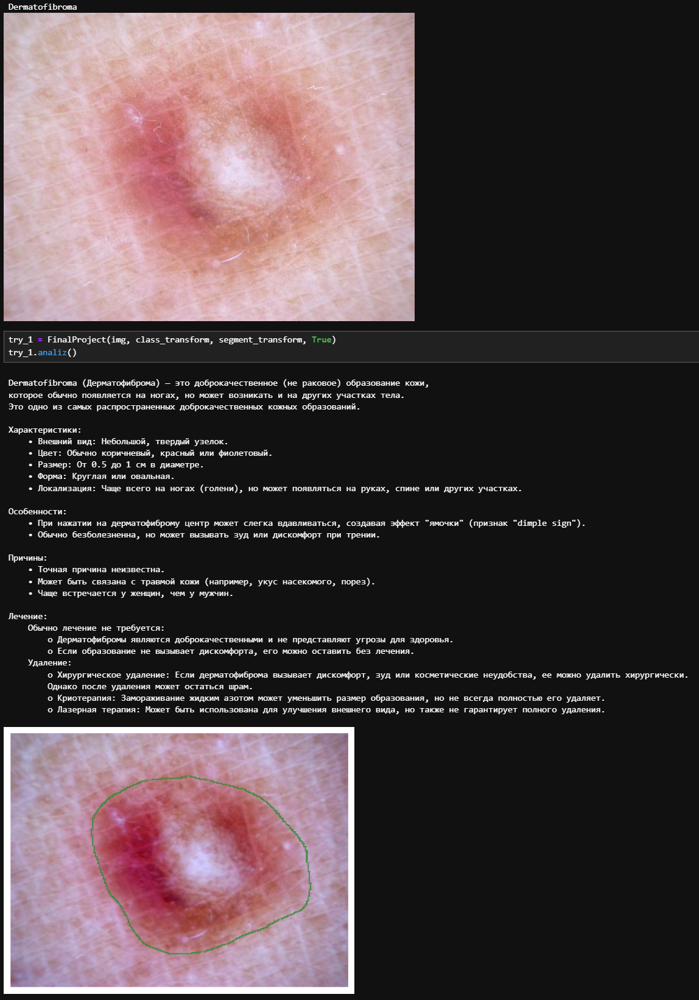 Dermatofibroma
try_1 = FinalProject(img, class_transform, segment_transform, True)
try_1.analiz()
Dermatofibroma (Дерматофиброма) — это доброкачественное (не раковое) образование кожи,
которое обычно появляется на ногах, но может возникать и на других участках тела.
Это одно из самых распространенных доброкачественных кожных образований.
Характеристики:
• Внешний вид: Небольшой, твердый узелок.
• Цвет: Обычно коричневый, красный или фиолетовый.
• Размер: От 0.5 до 1 см в диаметре.
• Форма: Круглая или овальная.
• Локализация: Чаще всего на ногах (голени), но может появляться на руках, спине или других участках.
Особенности:
• При нажатии на дерматофиброму центр может слегка вдавливаться, создавая эффект "ямочки" (признак "dimple sign").
• Обычно безболезненна, но может вызывать зуд или дискомфорт при трении.
Причины:
• Точная причина неизвестна.
• Может быть связана с травмой кожи (например, укус насекомого, порез).
• Чаще встречается у женщин, чем у мужчин.
Лечение:
Обычно лечение не требуется:
o Дерматофибромы являются доброкачественными и не представляют угрозы для здоровья.
o Если образование не вызывает дискомфорта, его можно оставить без лечения.
Удаление:
o Хирургическое удаление: Если дерматофиброма вызывает дискомфорт, зуд или косметические неудобства, ее можно удалить хирургически.
Однако после удаления может остаться шрам.
o Криотерапия: Замораживание жидким азотом может уменьшить размер образования, но не всегда полностью его удаляет.
o Лазерная терапия: Может быть использована для улучшения внешнего вида, но также не гарантирует полного удаления.